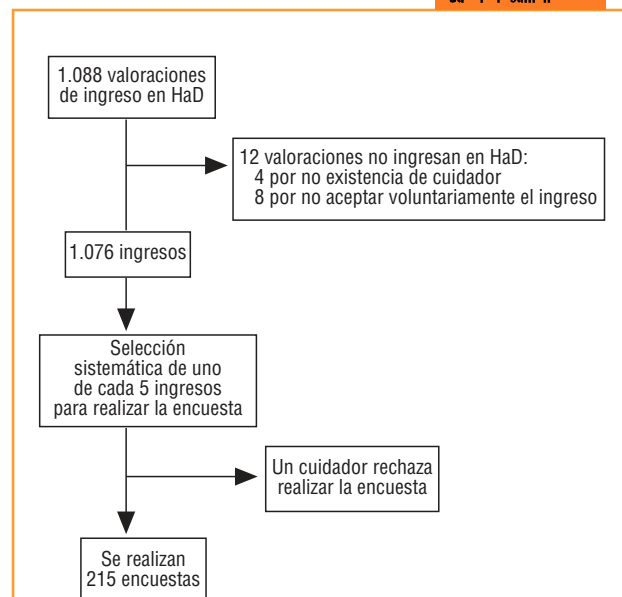 1.088 valoraciones
de ingreso en HaD
12 valoraciones no ingresan en HaD:
4 por no existencia de cuidador
8 por no aceptar voluntariamente el ingreso
1.076 ingresos
Selección
sistemática de uno
de cada 5 ingresos
para realizar la encuesta
Un cuidador rechaza
realizar la encuesta
Se realizan
215 encuestas